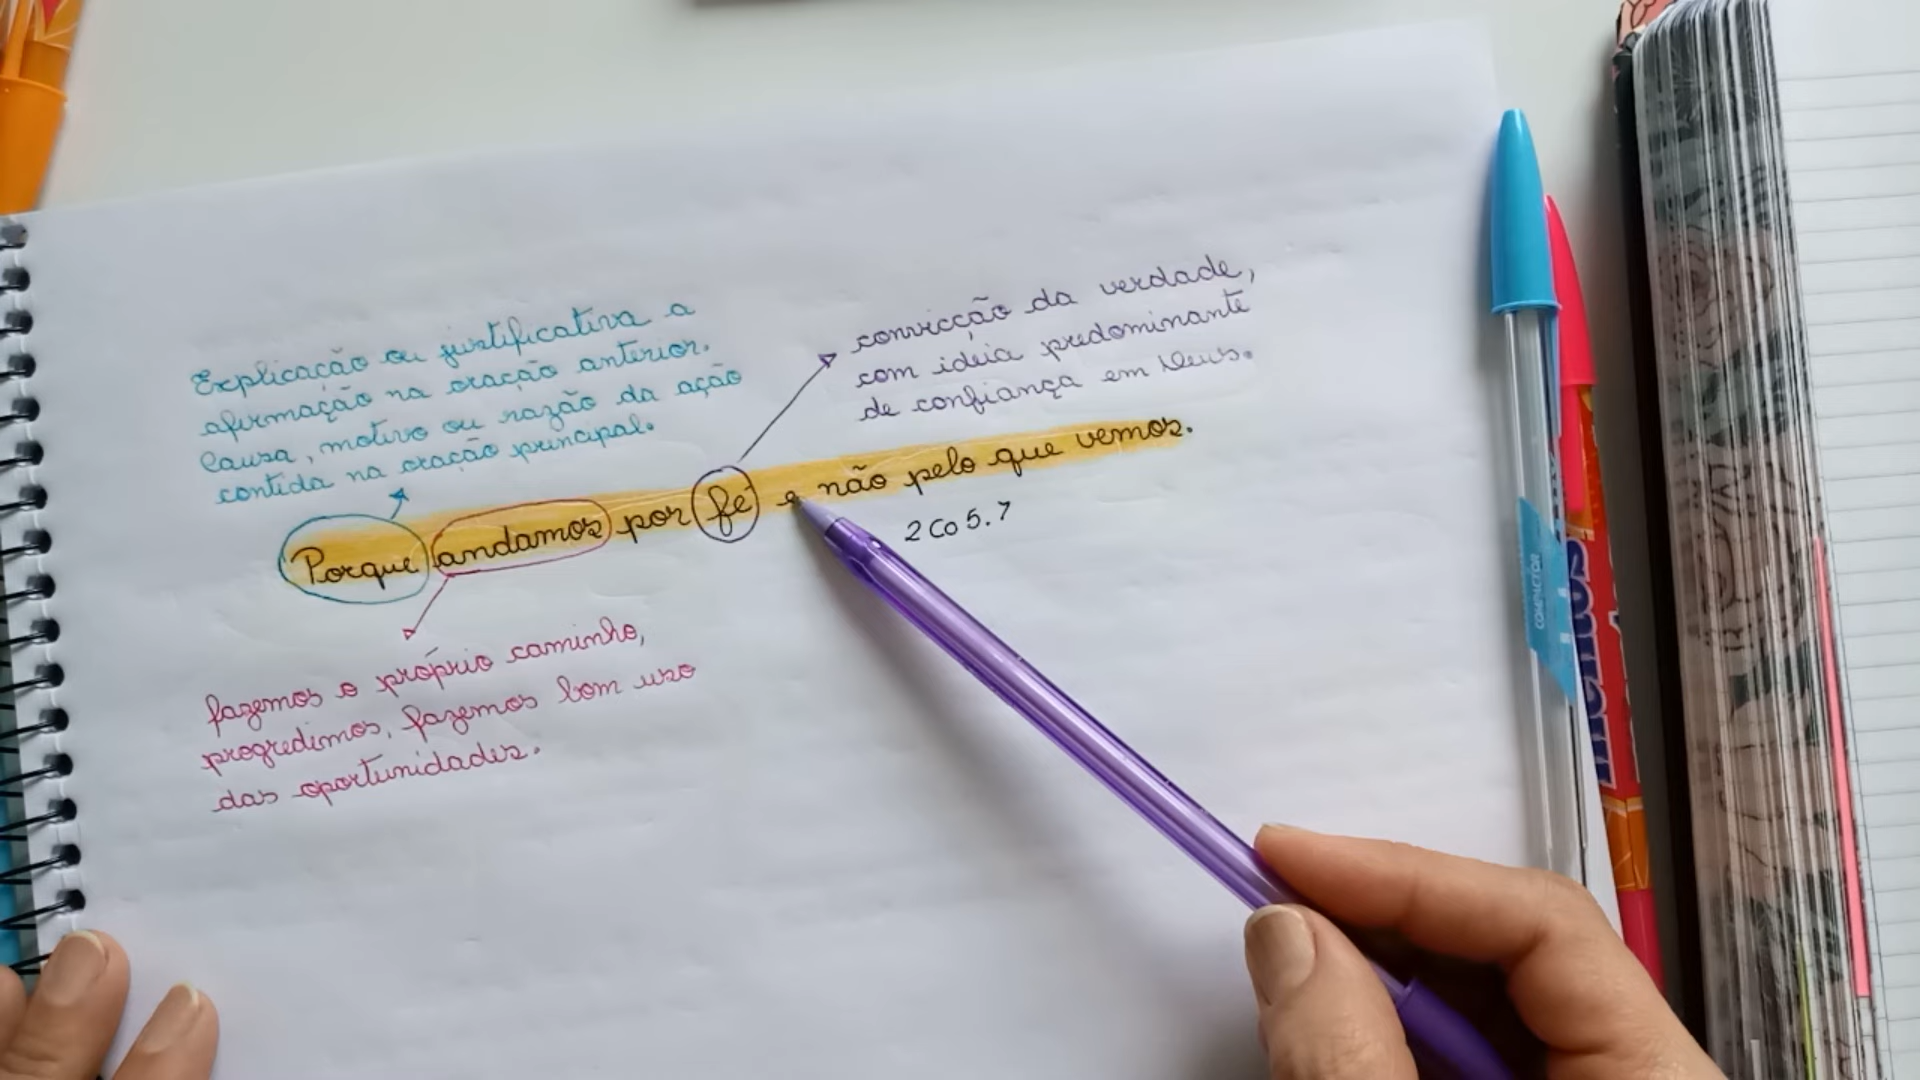 Explicação ou justificativa a
afirmação na oração anterior.
Causa, motivo ou razão da ação
contida na oração principal.
convicção da verdade,
com ideia predominante
de confiança em Deus.
Porque andamos por fé e não pelo que vemos.
2 Co 5.7
fazemos o próprio caminho,
progredimos, fazemos bom uso
das oportunidades.
COMPACTOR
mentos